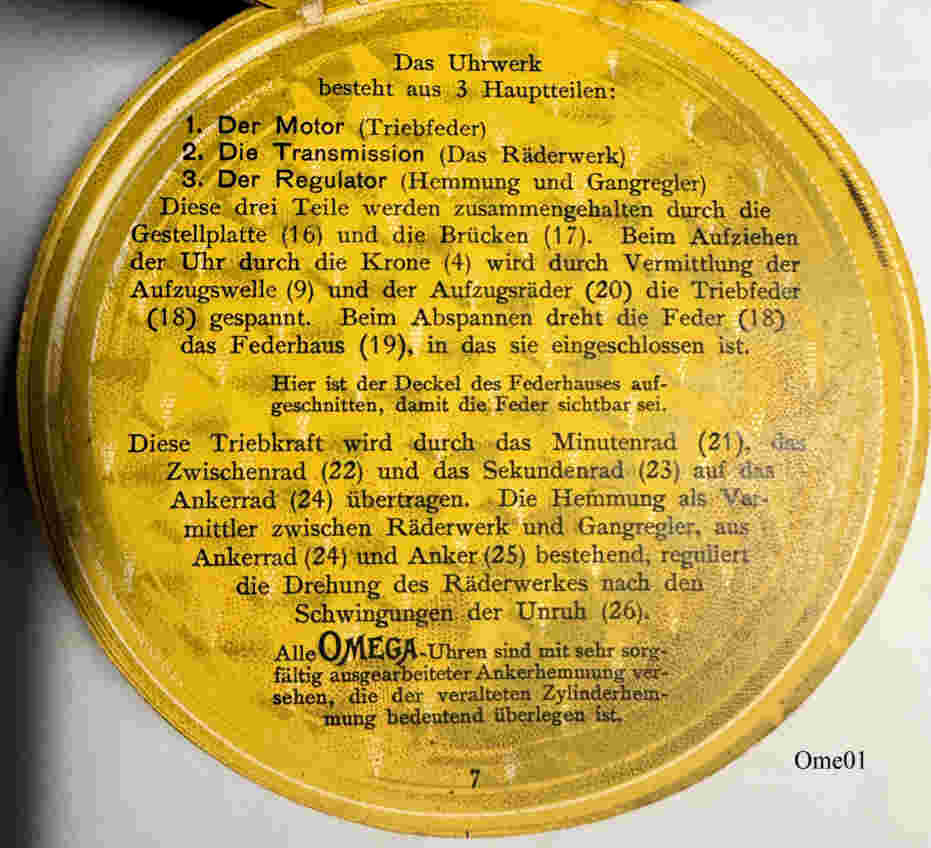 Das Uhrwerk
besteht aus 3 Hauptteilen:
1. Der Motor (Triebfeder)
2. Die Transmission (Das Räderwerk)
3. Der Regulator (Hemmung und Gangregler)
Diese drei Teile werden zusammengehalten durch die
Gestellplatte (16) und die Brücken (17). Beim Aufziehen
der Uhr durch die Krone (4) wird durch Vermittlung der
Aufzugswelle (9) und der Aufzugsräder (20) die Triebfeder
(18) gespannt. Beim Abspannen dreht die Feder (18)
das Federhaus (19), in das sie eingeschlossen ist.
Hier ist der Deckel des Federhauses auf-
geschnitten, damit die Feder sichtbar sei.
Diese Triebkraft wird durch das Minutenrad (21), das
Zwischenrad (22) und das Sekundenrad (23) auf das
Ankerrad (24) übertragen. Die Hemmung als Ver-
mittler zwischen Räderwerk und Gangregler, aus
Ankerrad (24) und Anker (25) bestehend, reguliert
die Drehung des Räderwerkes nach den
Schwingungen der Unruh (26).
Alle OMEGA-Uhren sind mit sehr sorg-
fältig ausgearbeiteter Ankerhemmung ver-
sehen, die der veralteten Zylinderhem-
mung bedeutend überlegen ist.
7
Ome01